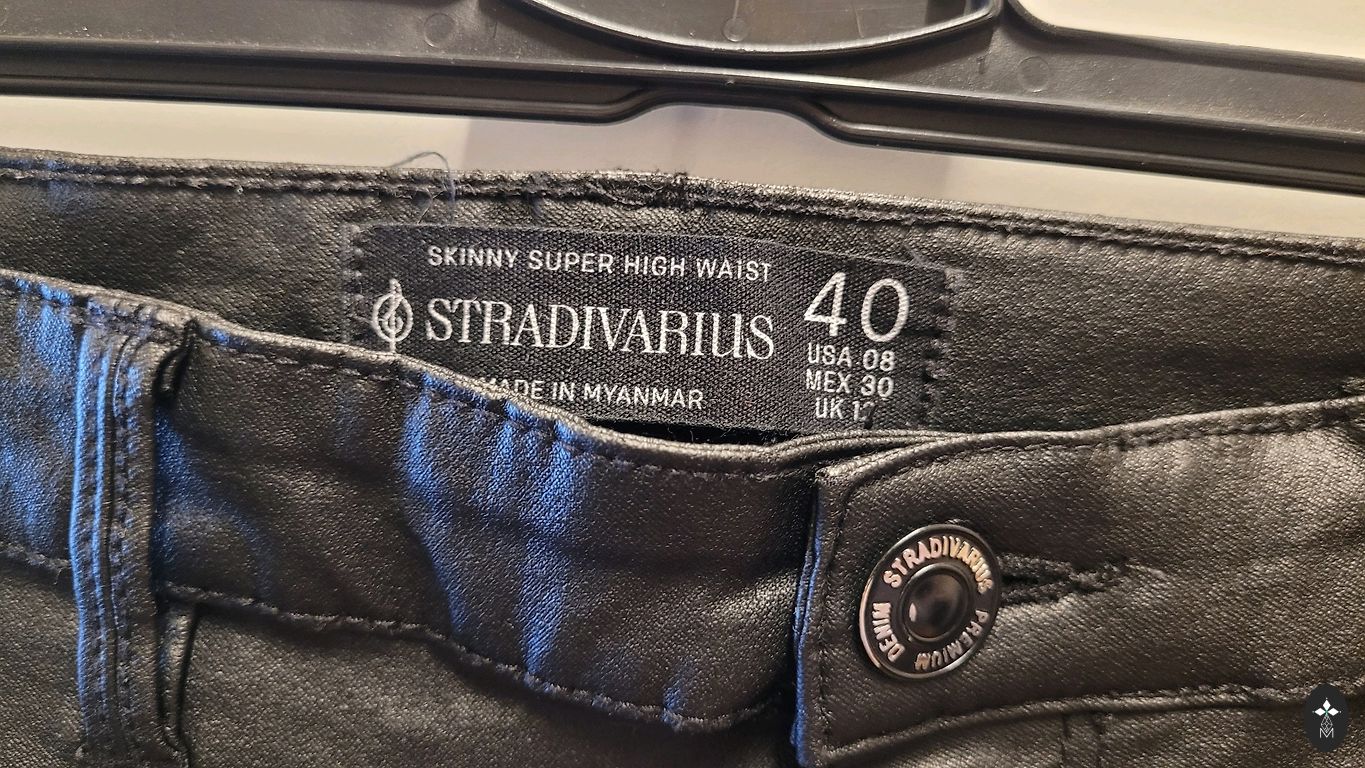 SKINNY SUPER HIGH WAIST
STRADIVARIUS
MADE IN MYANMAR
40
USA 08
MEX 30
UK
STRADIVARIUS PREMIUM DENIM
M